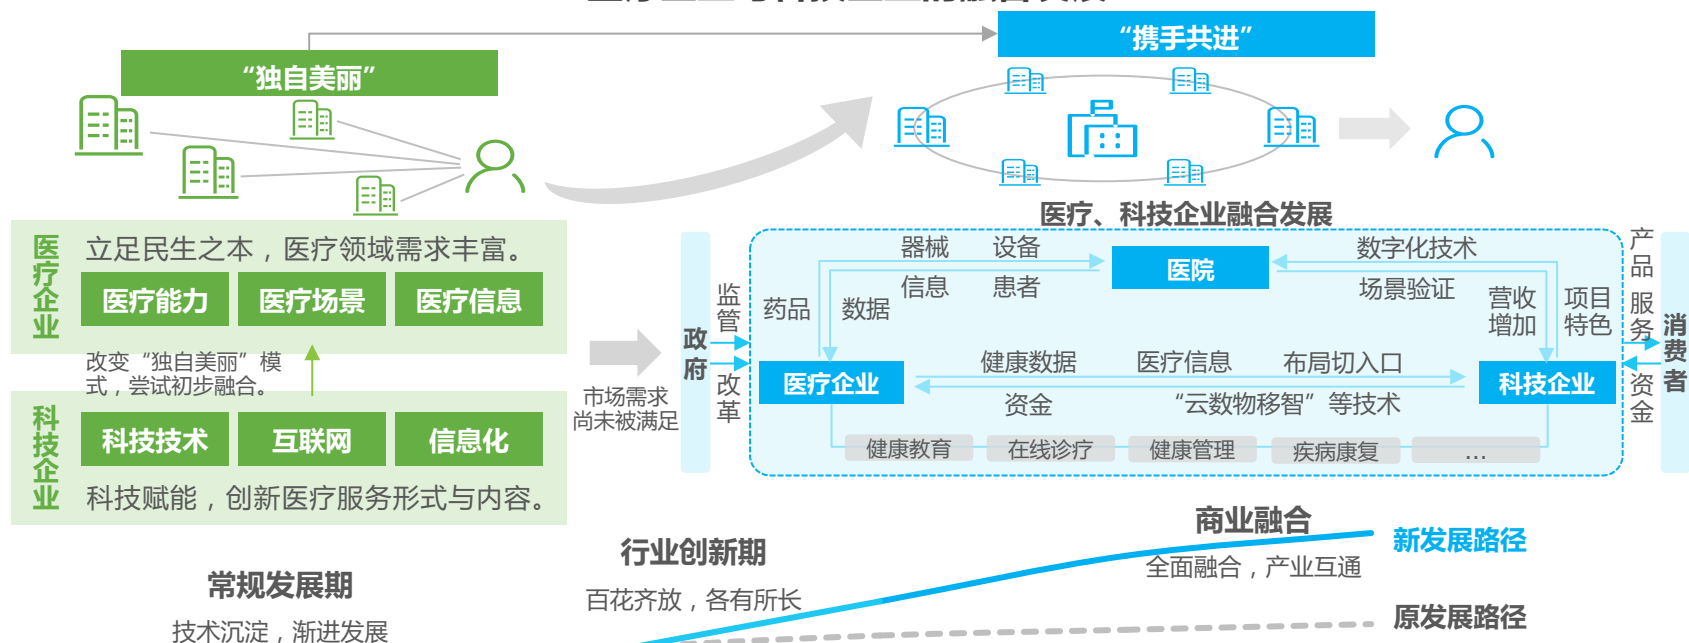 “独自美丽”
“携手共进”
医疗企业
立足民生之本，医疗领域需求丰富。
医疗能力
医疗场景
医疗信息
改变“独自美丽”模
式，尝试初步融合。
科技企业
科技技术
互联网
信息化
科技赋能，创新医疗服务形式与内容。
市场需求
尚未被满足
医疗、科技企业融合发展
政府
监管
改革
器械 设备
信息 患者
药品
数据
医院
数字化技术
场景验证
营收
增加
项目
特色
医疗企业
健康数据 医疗信息 布局切入口
资金 “云数物移智”等技术
科技企业
健康教育
在线诊疗
健康管理
疾病康复
...
产品
服务
资金
消费者
常规发展期
技术沉淀，渐进发展
行业创新期
百花齐放，各有所长
商业融合
全面融合，产业互通
新发展路径
原发展路径